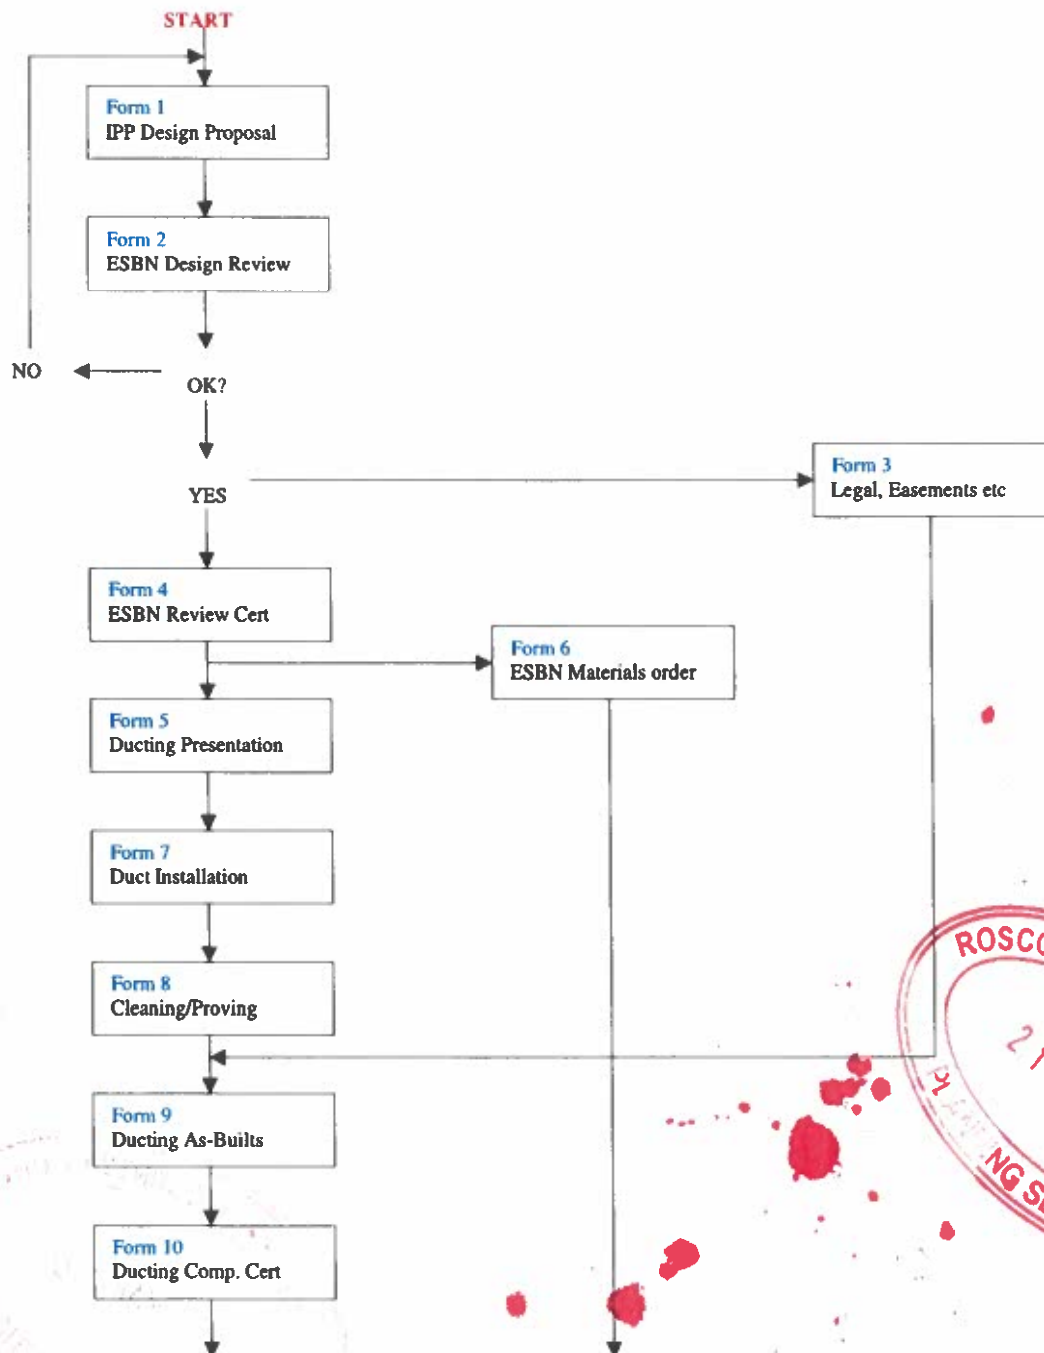 START
Form 1
IPP Design Proposal
Form 2
ESBN Design Review
NO
OK?
Form 3
Legal, Easements etc
YES
Form 4
ESBN Review Cert
Form 6
ESBN Materials order
Form 5
Ducting Presentation
Form 7
Duct Installation
ROSCO
Form 8
Cleaning/Proving
Form 9
Ducting As-Builts
Form 10
Ducting Comp. Cert